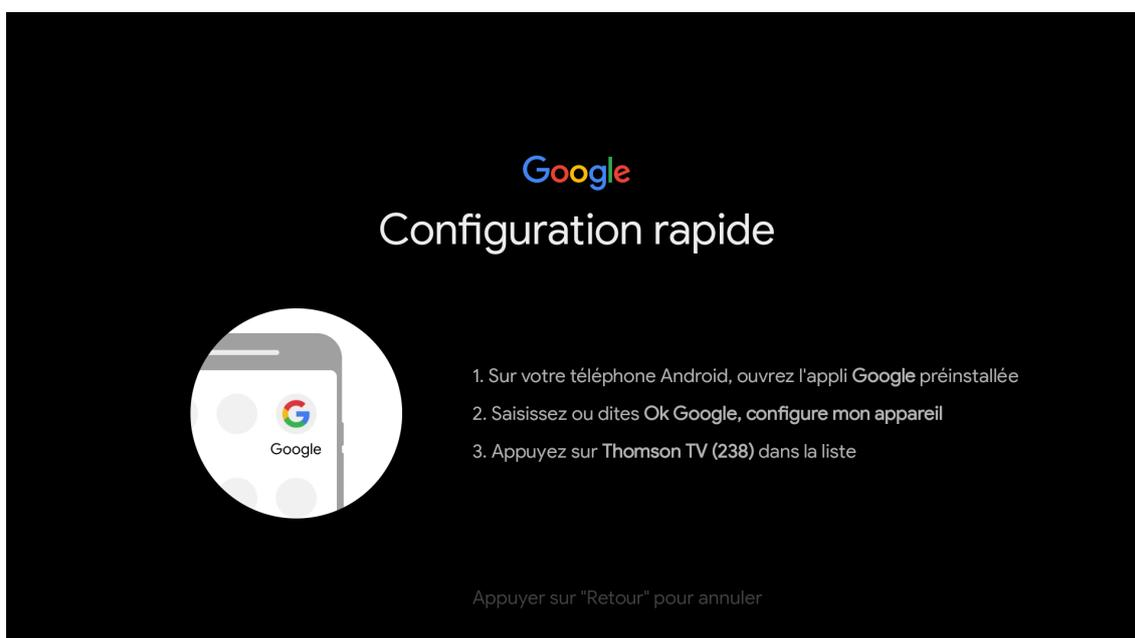 Google
Configuration rapide
Google
1. Sur votre téléphone Android, ouvrez l'appli Google préinstallée
2. Saisissez ou dites Ok Google, configure mon appareil
3. Appuyez sur Thomson TV (238) dans la liste
Appuyer sur "Retour" pour annuler